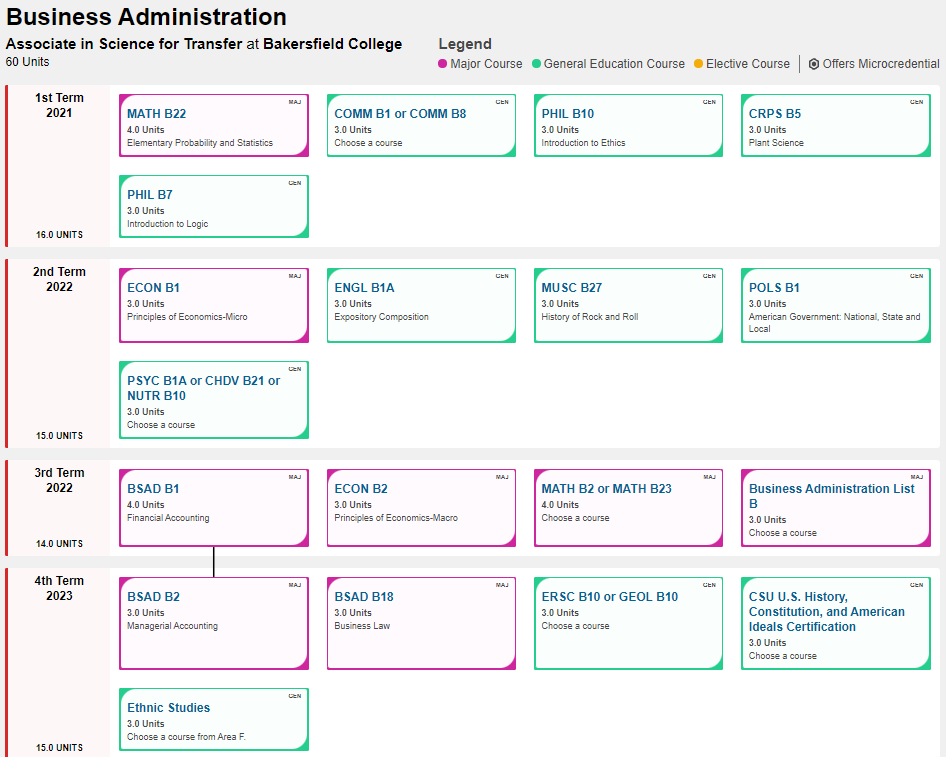 Business Administration
Associate in Science for Transfer at Bakersfield College
60 Units
Legend
Major Course
General Education Course
Elective Course
Offers Microcredential
1st Term
2021
16.0 UNITS
MAJ
MATH B22
4.0 Units
Elementary Probability and Statistics
GEN
COMM B1 or COMM B8
3.0 Units
Choose a course
GEN
PHIL B10
3.0 Units
Introduction to Ethics
GEN
CRPS B5
3.0 Units
Plant Science
GEN
PHIL B7
3.0 Units
Introduction to Logic
2nd Term
2022
15.0 UNITS
MAJ
ECON B1
3.0 Units
Principles of Economics-Micro
GEN
ENGL B1A
3.0 Units
Expository Composition
GEN
MUSC B27
3.0 Units
History of Rock and Roll
GEN
POLS B1
3.0 Units
American Government: National, State and
Local
GEN
PSYC B1A or CHDV B21 or
NUTR B10
3.0 Units
Choose a course
3rd Term
2022
14.0 UNITS
MAJ
BSAD B1
4.0 Units
Financial Accounting
MAJ
ECON B2
3.0 Units
Principles of Economics-Macro
MAJ
MATH B2 or MATH B23
4.0 Units
Choose a course
MAJ
Business Administration List
B
3.0 Units
Choose a course
4th Term
2023
15.0 UNITS
MAJ
BSAD B2
3.0 Units
Managerial Accounting
MAJ
BSAD B18
3.0 Units
Business Law
GEN
ERSC B10 or GEOL B10
3.0 Units
Choose a course
GEN
CSU U.S. History,
Constitution, and American
Ideals Certification
3.0 Units
Choose a course
GEN
Ethnic Studies
3.0 Units
Choose a course from Area F.